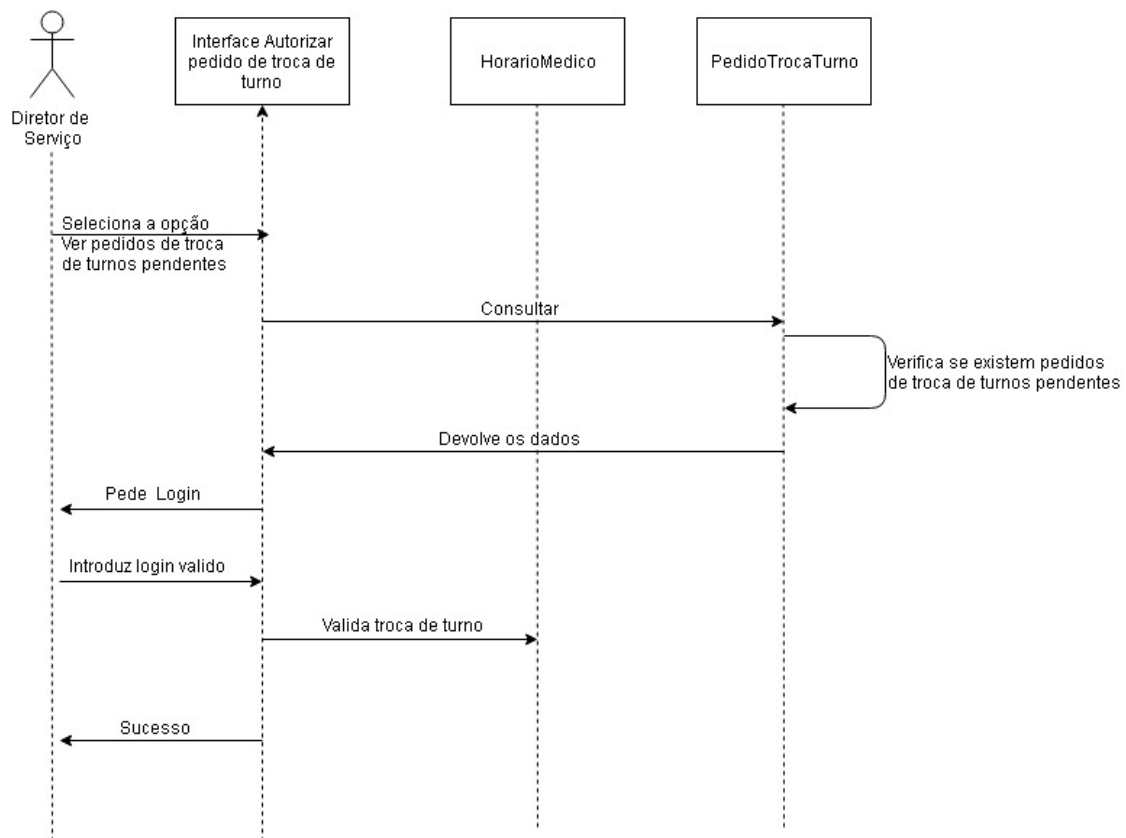 Interface Autorizar
pedido de troca de
turno
HorarioMedico
PedidoTrocaTurno
Diretor de
Serviço
Seleciona a opção
Ver pedidos de troca
de turnos pendentes
Consultar
Verifica se existem pedidos
de troca de turnos pendentes
Devolve os dados
Pede Login
Introduz login valido
Valida troca de turno
Sucesso